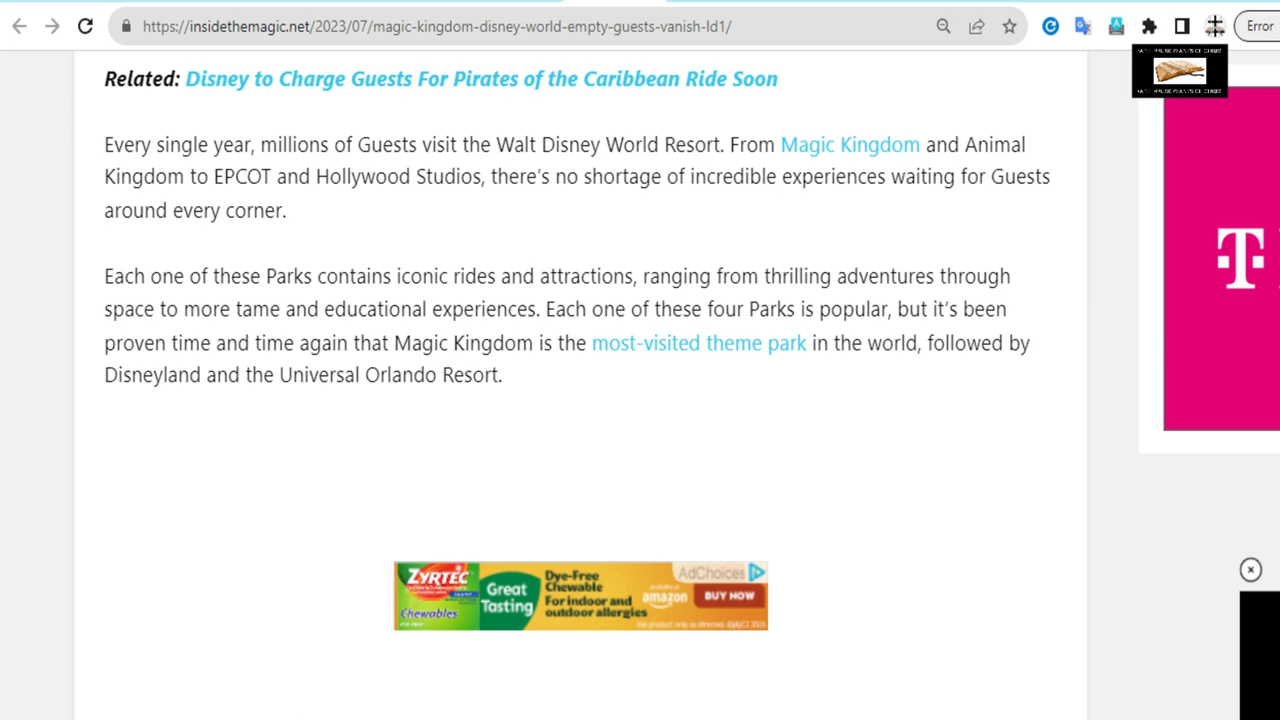 https://insidethemagic.net/2023/07/magic-kingdom-disney-world-empty-guests-vanish-ld1/
Error
Related: Disney to Charge Guests For Pirates of the Caribbean Ride Soon
Every single year, millions of Guests visit the Walt Disney World Resort. From Magic Kingdom and Animal
Kingdom to EPCOT and Hollywood Studios, there's no shortage of incredible experiences waiting for Guests
around every corner.
Each one of these Parks contains iconic rides and attractions, ranging from thrilling adventures through
space to more tame and educational experiences. Each one of these four Parks is popular, but it's been
proven time and time again that Magic Kingdom is the most-visited theme park in the world, followed by
Disneyland and the Universal Orlando Resort.
T
ZYRTEC
Chewables
Great
Tasting
Dye-Free
Chewable
For indoor and
outdoor allergies
AdChoices
amazon
BUY NOW